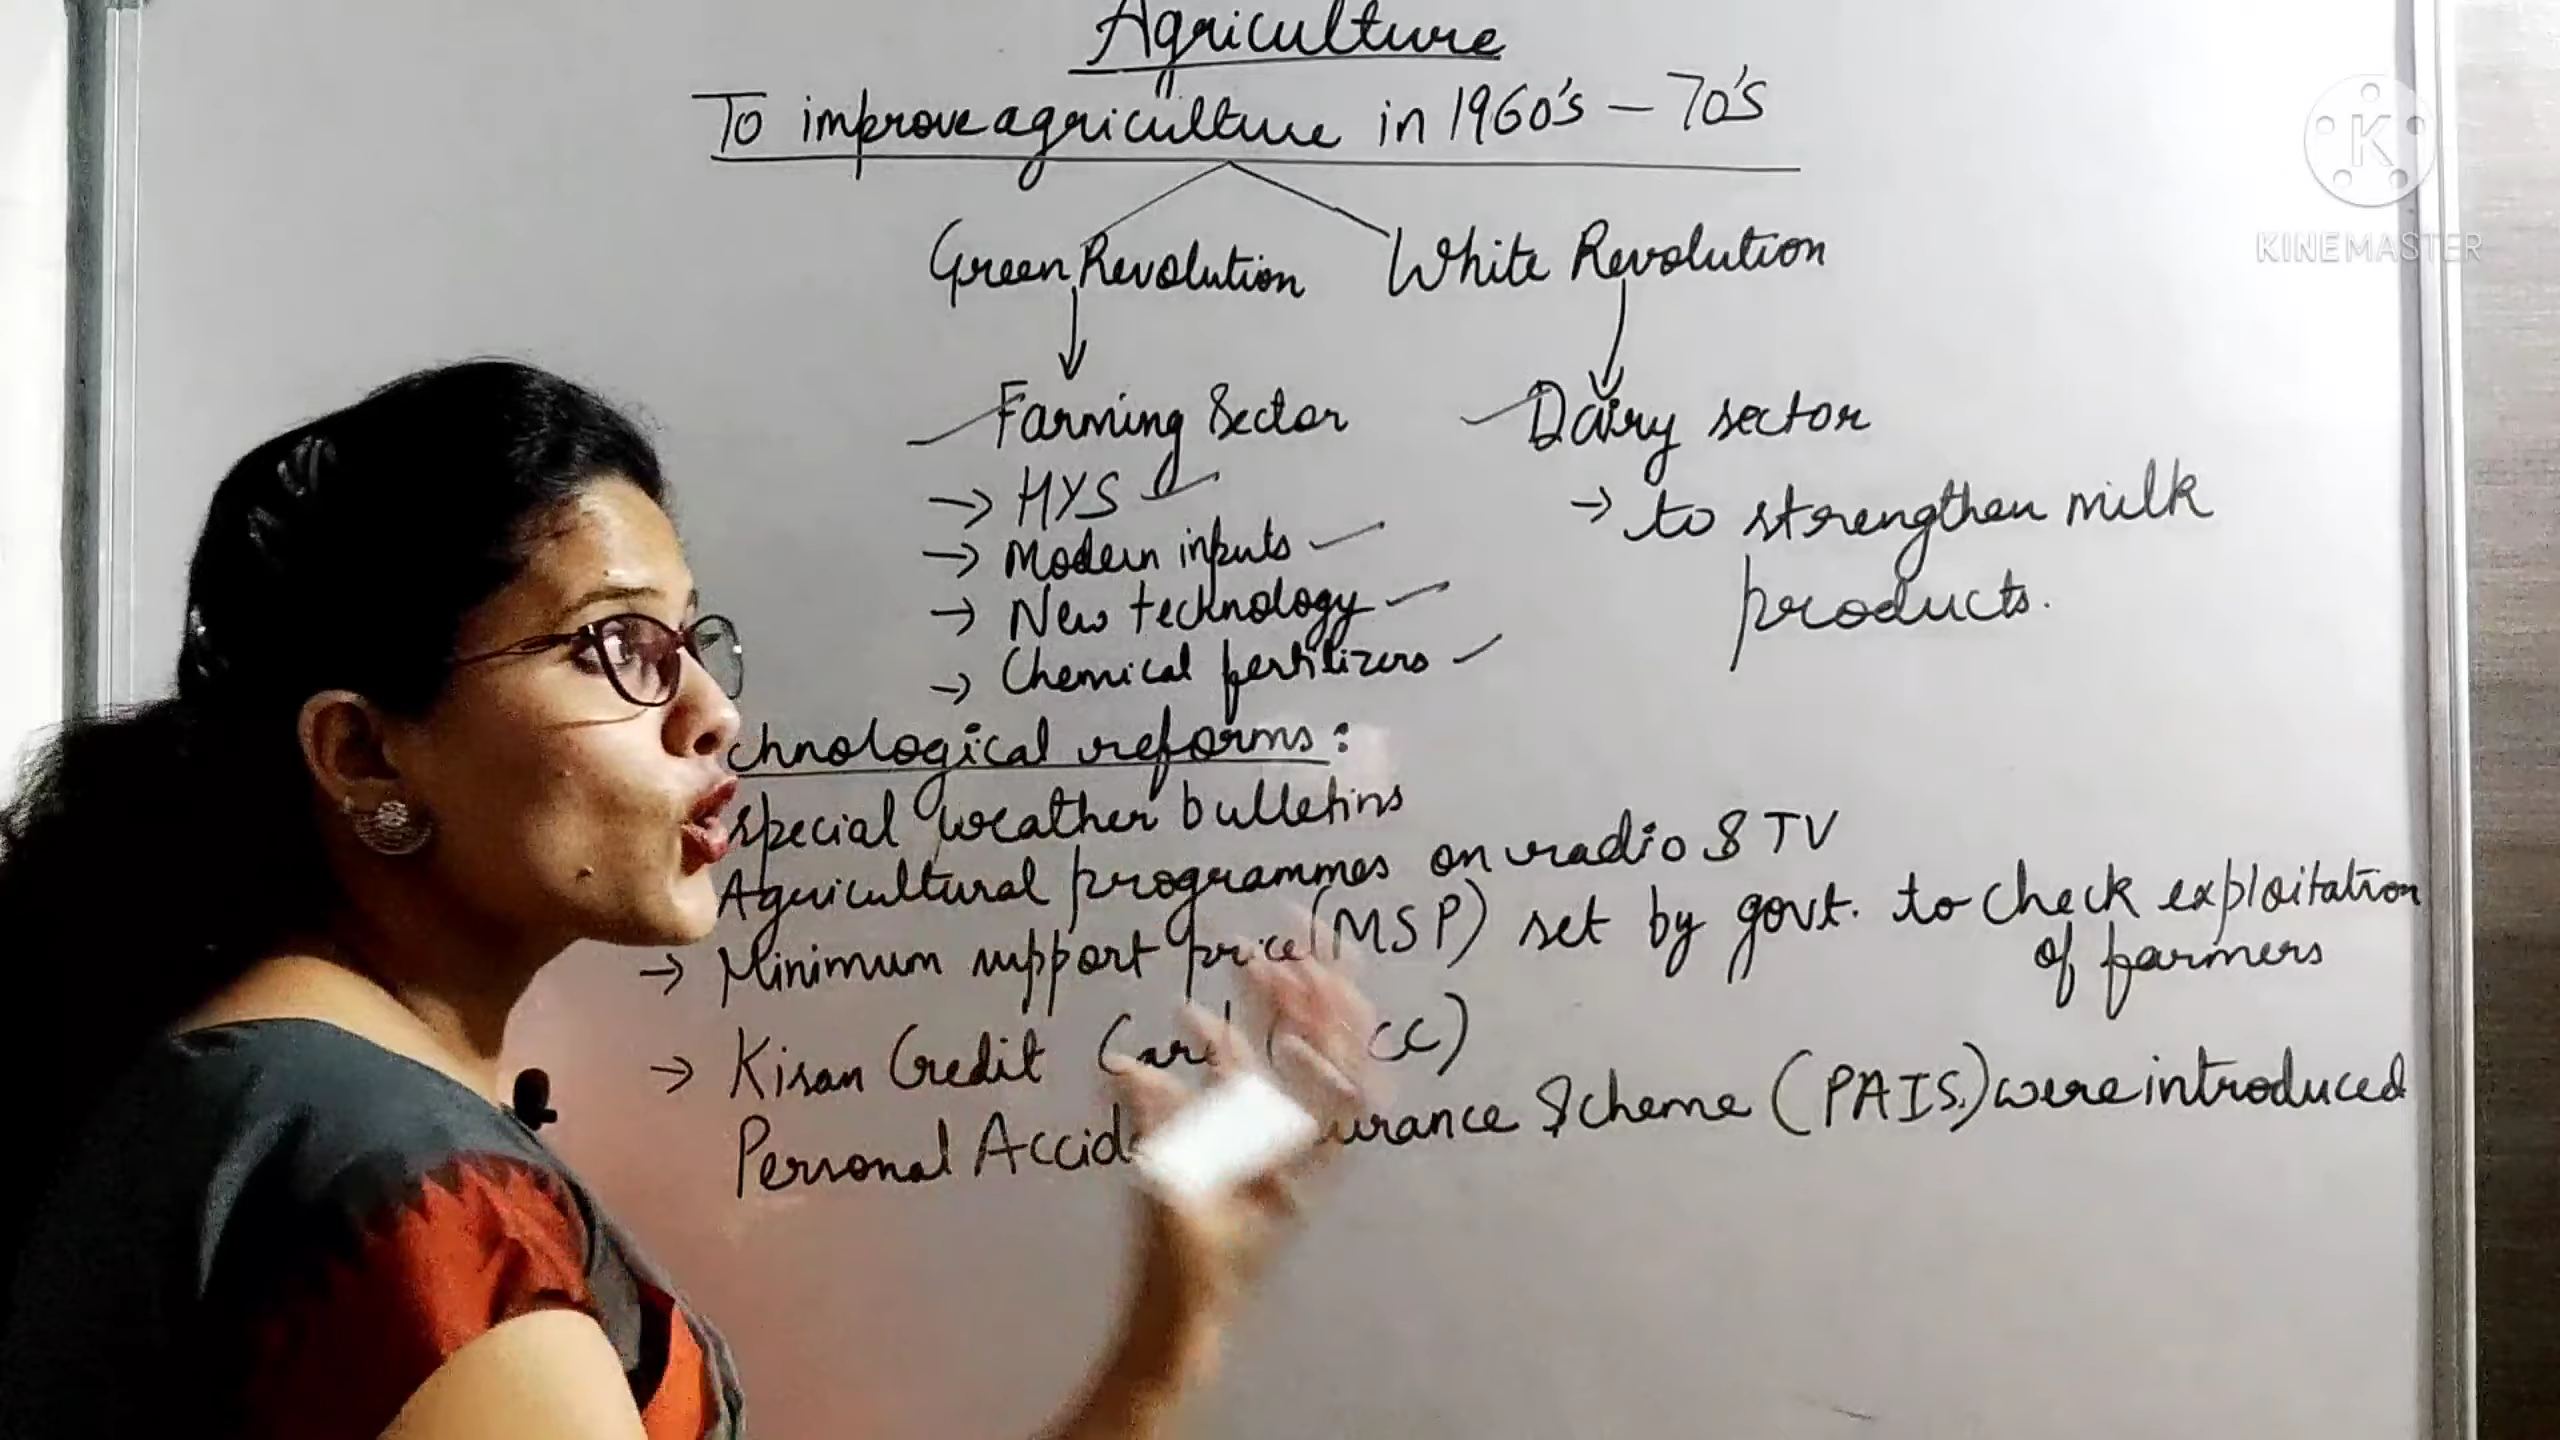 Agriculture
To improve agriculture in 1960's – 70's
Green Revolution White Revolution
Farming Sector Dairy sector
→ HYS → to strengthen milk
→ Modern inputs products.
→ New technology
→ Chemical fertilizers
chnological reforms:
special weather bulletins
Agricultural programmes on radio & TV
→ Minimum support price (MSP) set by govt. to check exploitation
of farmers
→ Kisan Credit Card ( CC)
Personal Accid urance Scheme (PAIS.) were introduced
K
KINEMASTER